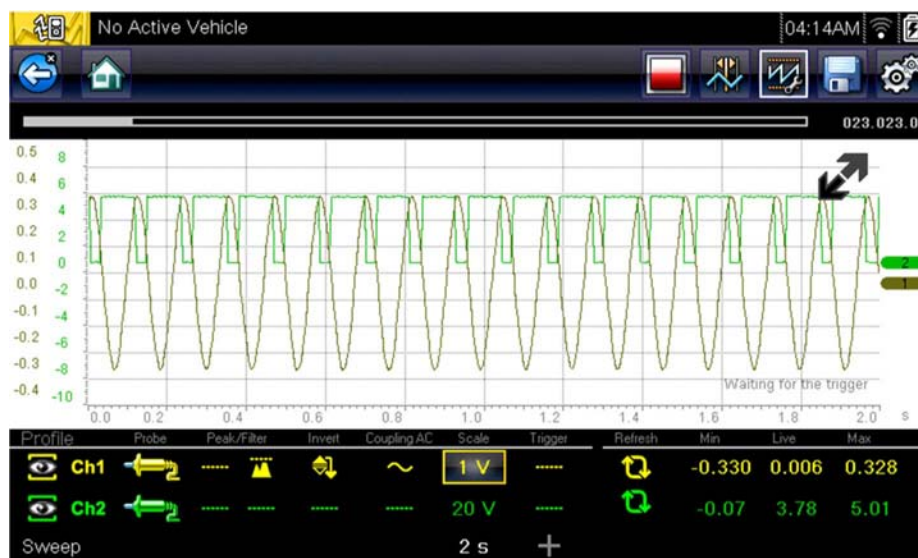 No Active Vehicle 04:14AM
023.023.0
0.5 8
0.4 6
0.3 4
0.2 2
0.1 0
0.0 -2
-0.1 -4
-0.2 -6
-0.3 -8
-0.4 -10
2
1
Waiting for the trigger
0.0 0.2 0.4 0.6 0.8 1.0 1.2 1.4 1.6 1.8 2.0 s
Profile Probe Peak/Filter Invert Coupling AC Scale Trigger Refresh Min Live Max
Ch1 1 V -0.330 0.006 0.328
Ch2 20 V -0.07 3.78 5.01
Sweep 2 s